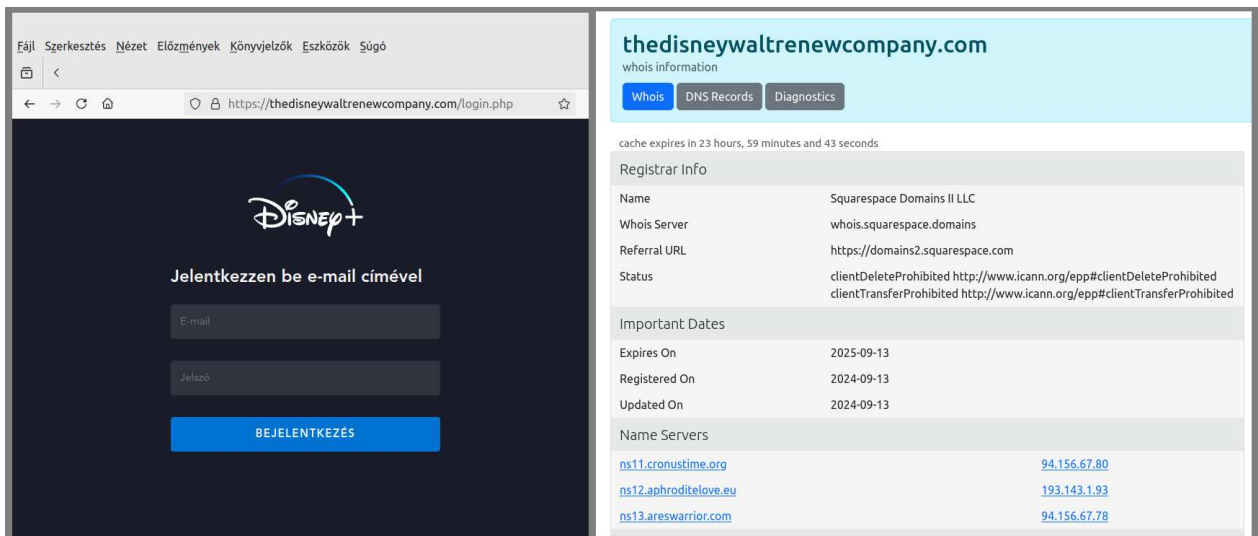 Fájl Szerkesztés Nézet Előzmények Könyvjelzők Eszközök Súgó
https://thedisneywaltrenewcompany.com/login.php
Disney+
Jelentkezzen be e-mail címével
E-mail
Jelszó
BEJELENTKEZÉS
thedisneywaltrenewcompany.com
whois information
Whois DNS Records Diagnostics
cache expires in 23 hours, 59 minutes and 43 seconds
Registrar Info
Name Squarespace Domains II LLC
Whois Server whois.squarespace.domains
Referral URL https://domains2.squarespace.com
Status clientDeleteProhibited http://www.icann.org/epp#clientDeleteProhibited
clientTransferProhibited http://www.icann.org/epp#clientTransferProhibited
Important Dates
Expires On 2025-09-13
Registered On 2024-09-13
Updated On 2024-09-13
Name Servers
ns11.cronustime.org 94.156.67.80
ns12.aphroditelove.eu 193.143.1.93
ns13.areswarrior.com 94.156.67.78